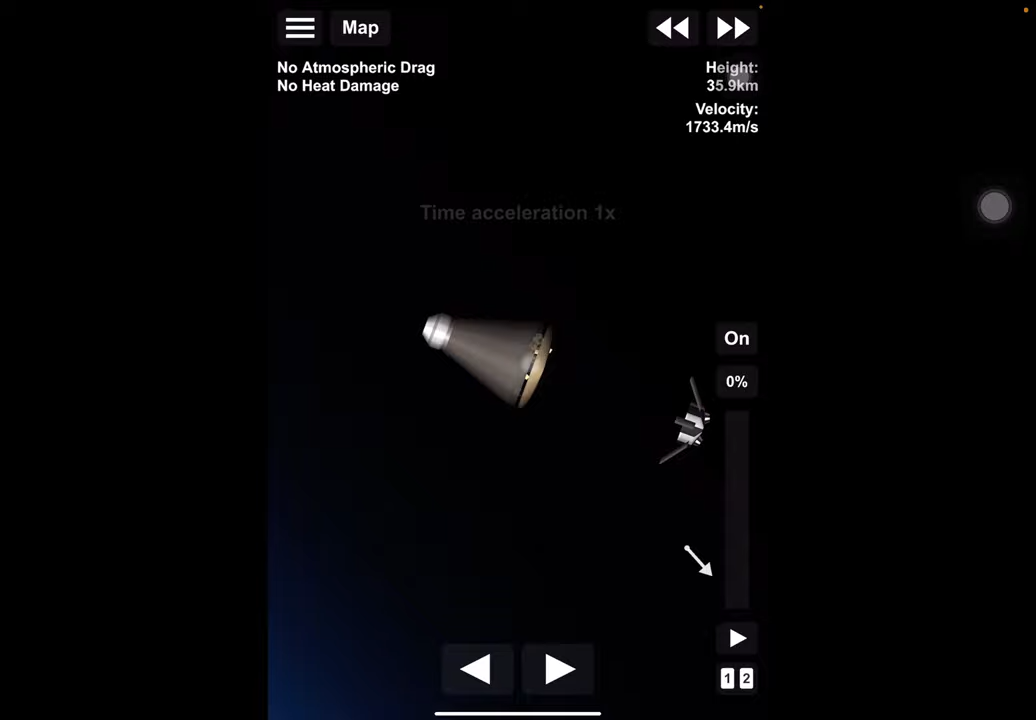 Map
No Atmospheric Drag
No Heat Damage
Height:
35.9km
Velocity:
1733.4m/s
Time acceleration 1x
On
0%
1 2